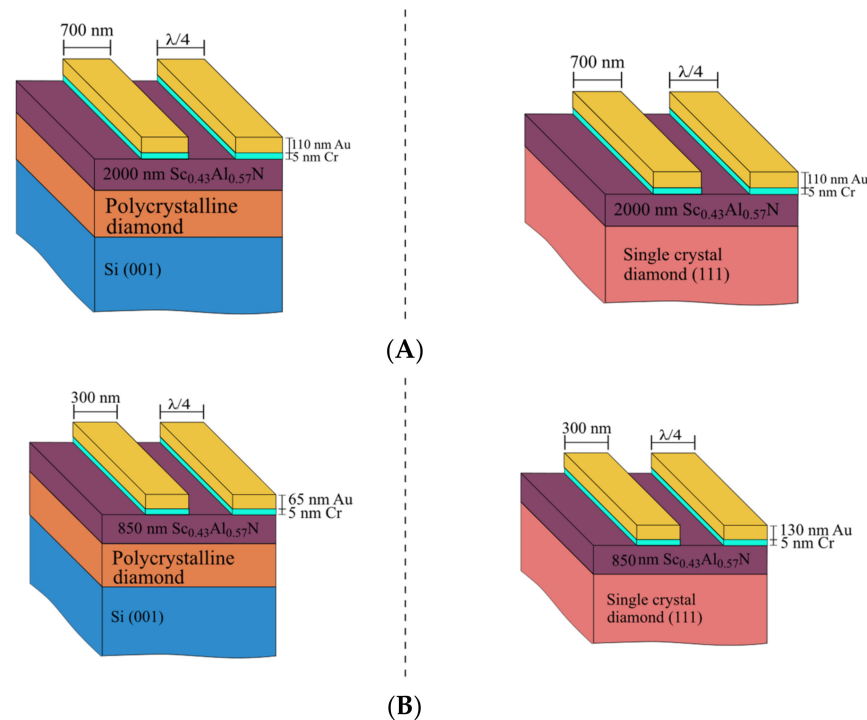 700 nm
λ/4
110 nm Au
5 nm Cr
2000 nm Sc0.43Al0.57N
Polycrystalline
diamond
Si (001)
700 nm
λ/4
110 nm Au
5 nm Cr
2000 nm Sc0.43Al0.57N
Single crystal
diamond (111)
(A)
300 nm
λ/4
65 nm Au
5 nm Cr
850 nm Sc0.43Al0.57N
Polycrystalline
diamond
Si (001)
300 nm
λ/4
130 nm Au
5 nm Cr
850 nm Sc0.43Al0.57N
Single crystal
diamond (111)
(B)